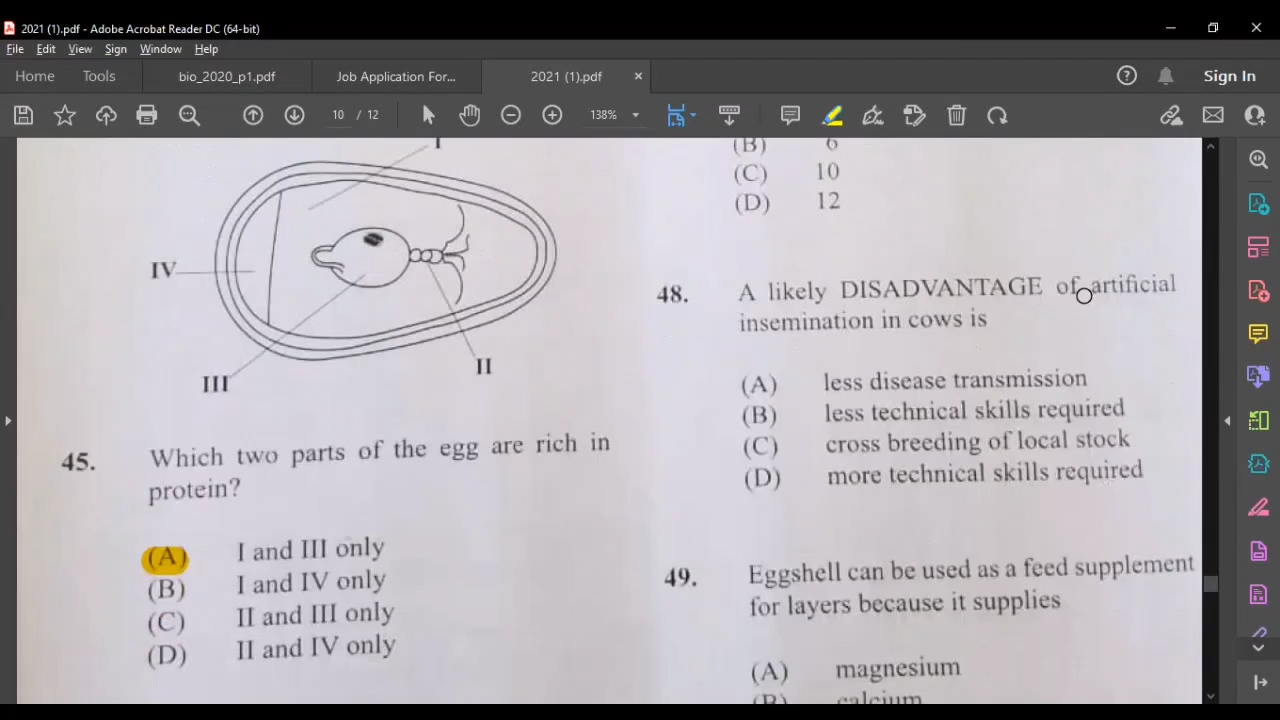 2021 (1).pdf - Adobe Acrobat Reader DC (64-bit)
File Edit View Sign Window Help
Home Tools bio_2020_p1.pdf Job Application For... 2021 (1).pdf × Sign In
10 / 12 138%
I
IV
III
II
45. Which two parts of the egg are rich in
protein?
(A) I and III only
(B) I and IV only
(C) II and III only
(D) II and IV only
(B) 6
(C) 10
(D) 12
48. A likely DISADVANTAGE of artificial
insemination in cows is
(A) less disease transmission
(B) less technical skills required
(C) cross breeding of local stock
(D) more technical skills required
49. Eggshell can be used as a feed supplement
for layers because it supplies
(A) magnesium
(B) calcium